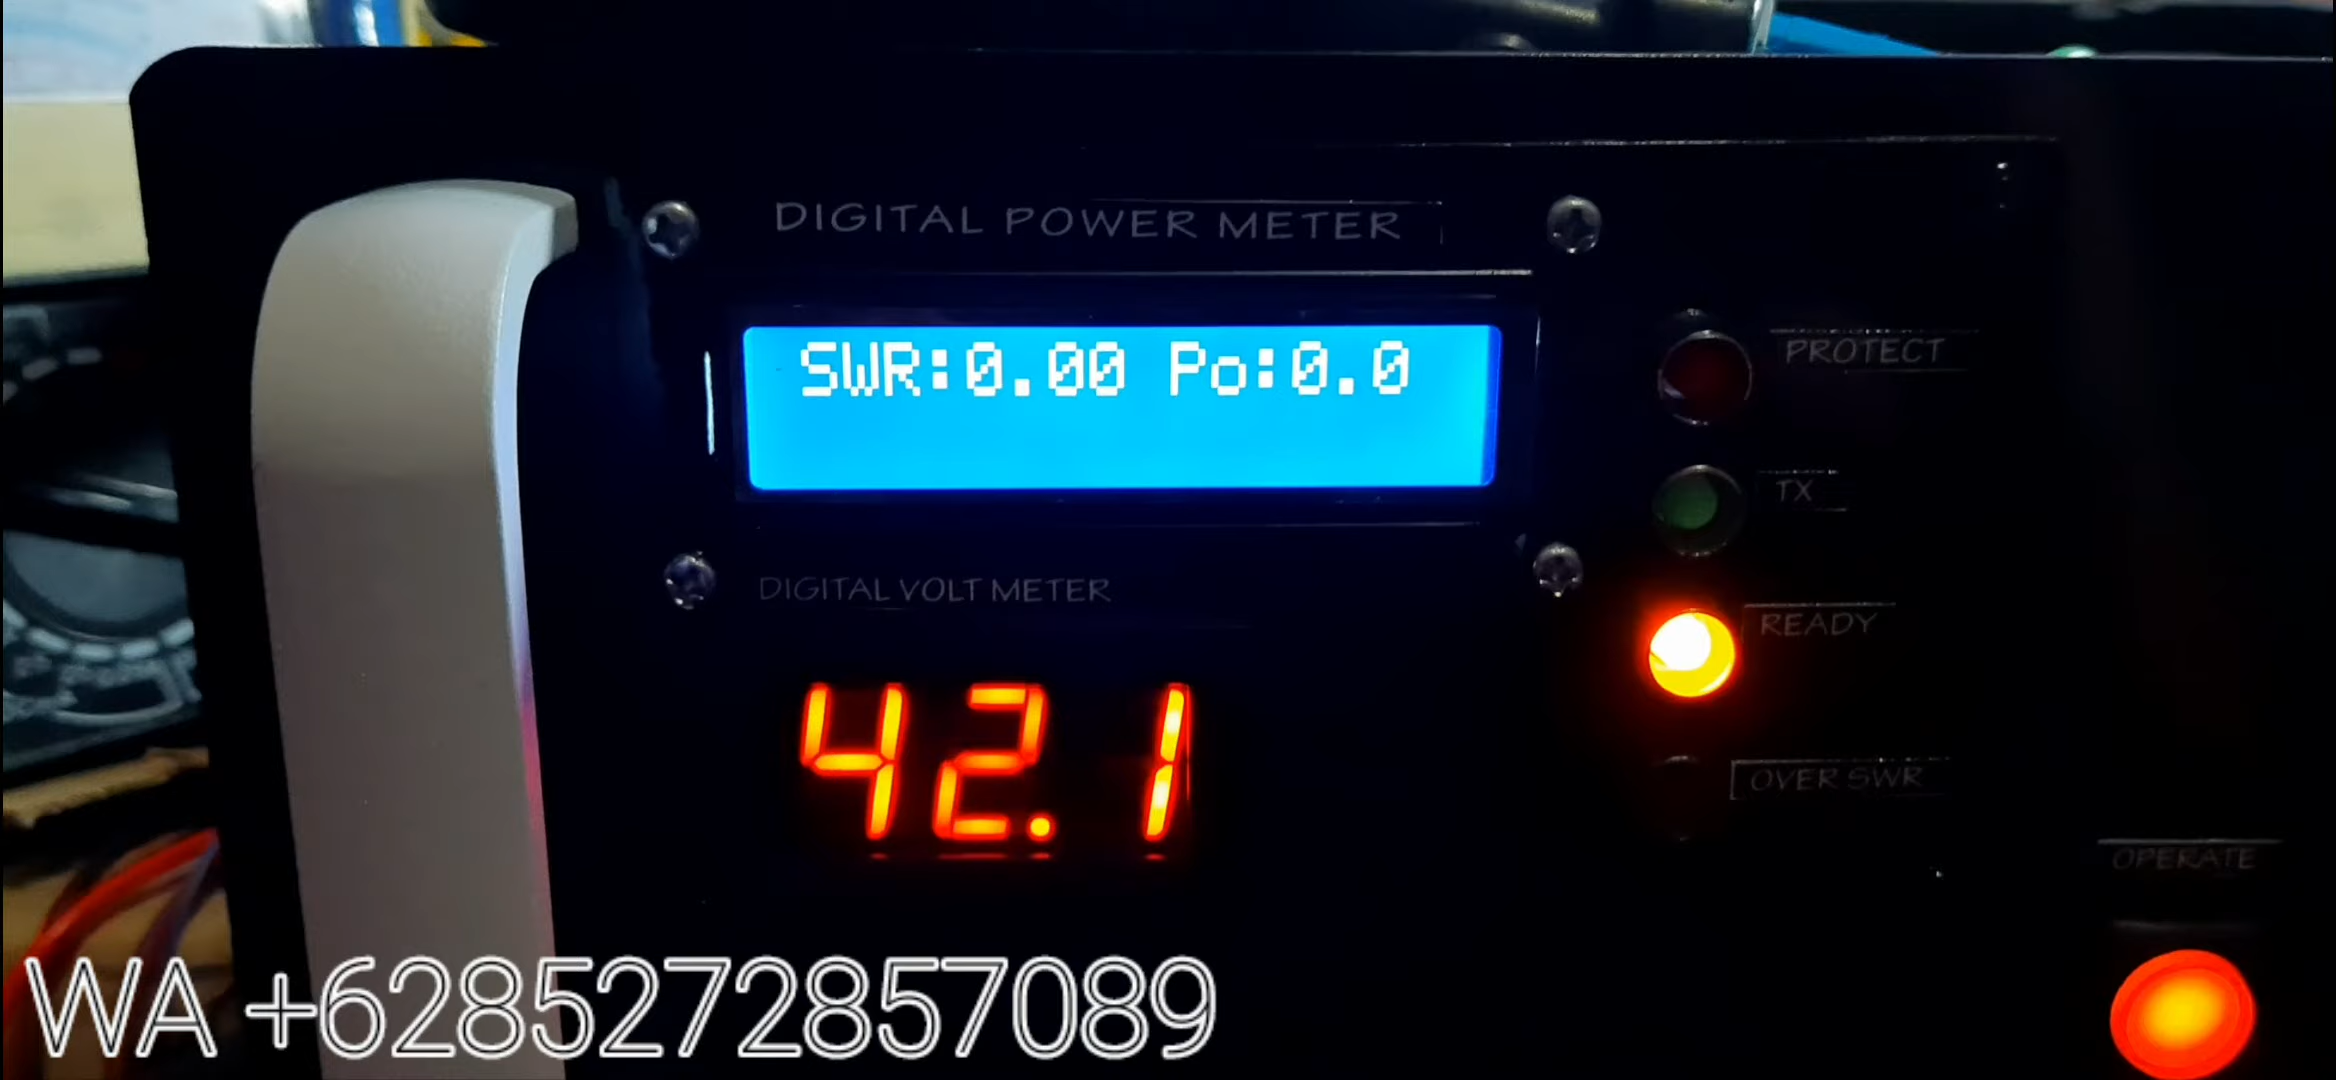 DIGITAL POWER METER
SWR:0.00 Po:0.0
PROTECT
TX
DIGITAL VOLT METER
READY
42.1
OVER SWR
OPERATE
WA +6285272857089